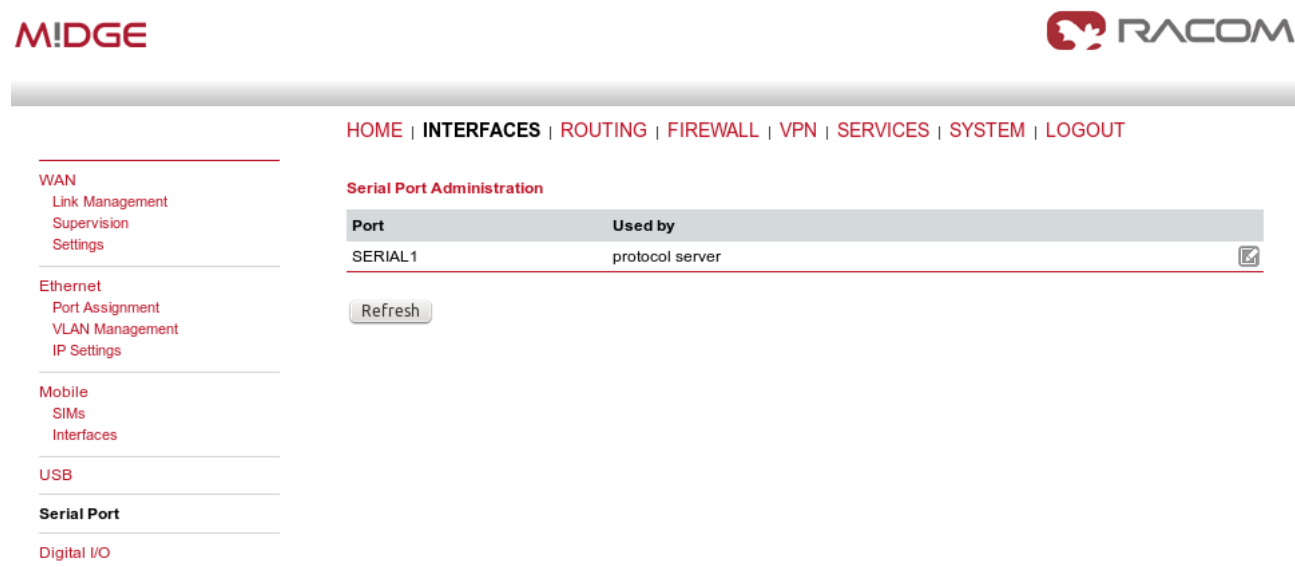 M!DGE
RACOM
HOME | INTERFACES | ROUTING | FIREWALL | VPN | SERVICES | SYSTEM | LOGOUT
WAN
Link Management
Supervision
Settings
Ethernet
Port Assignment
VLAN Management
IP Settings
Mobile
SIMs
Interfaces
USB
Serial Port
Digital I/O
Serial Port Administration
Port Used by
SERIAL1 protocol server
Refresh